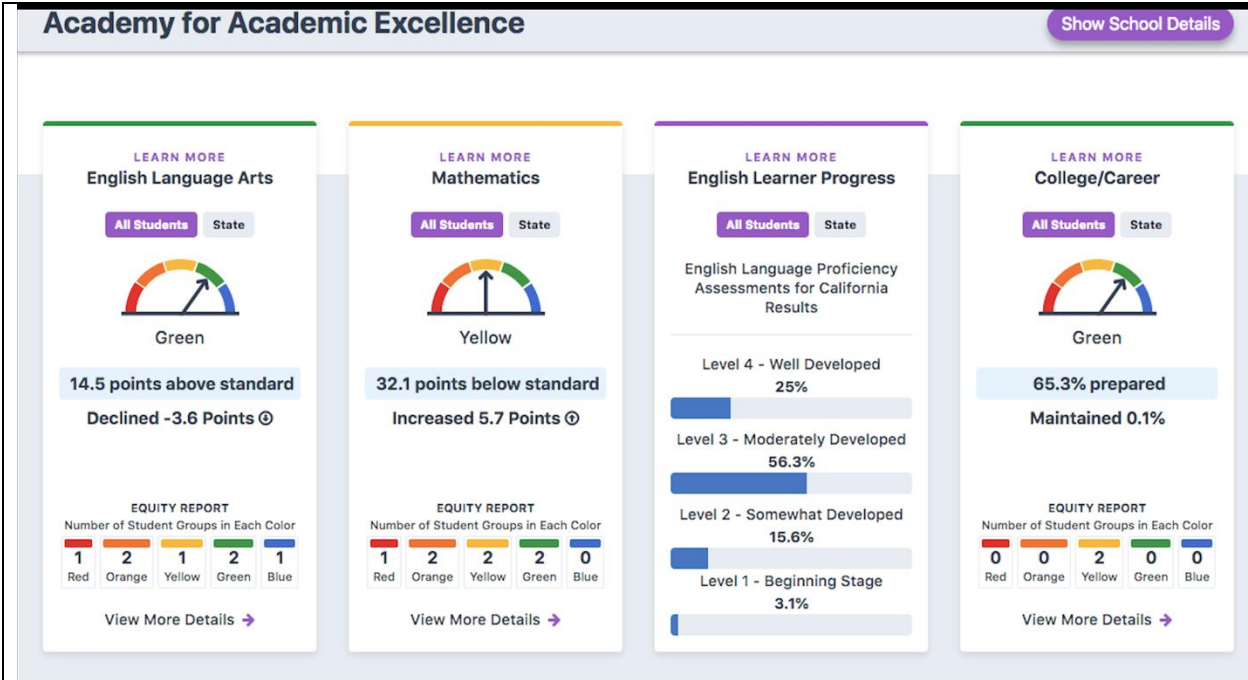 Academy for Academic Excellence
Show School Details
LEARN MORE
English Language Arts
All Students State
Green
14.5 points above standard
Declined -3.6 Points
EQUITY REPORT
Number of Student Groups in Each Color
1 2 1 2 1
Red Orange Yellow Green Blue
View More Details
LEARN MORE
Mathematics
All Students State
Yellow
32.1 points below standard
Increased 5.7 Points
EQUITY REPORT
Number of Student Groups in Each Color
1 2 2 2 0
Red Orange Yellow Green Blue
View More Details
LEARN MORE
English Learner Progress
All Students State
English Language Proficiency
Assessments for California
Results
Level 4 - Well Developed
25%
Level 3 - Moderately Developed
56.3%
Level 2 - Somewhat Developed
15.6%
Level 1 - Beginning Stage
3.1%
LEARN MORE
College/Career
All Students State
Green
65.3% prepared
Maintained 0.1%
EQUITY REPORT
Number of Student Groups in Each Color
0 0 2 0 0
Red Orange Yellow Green Blue
View More Details